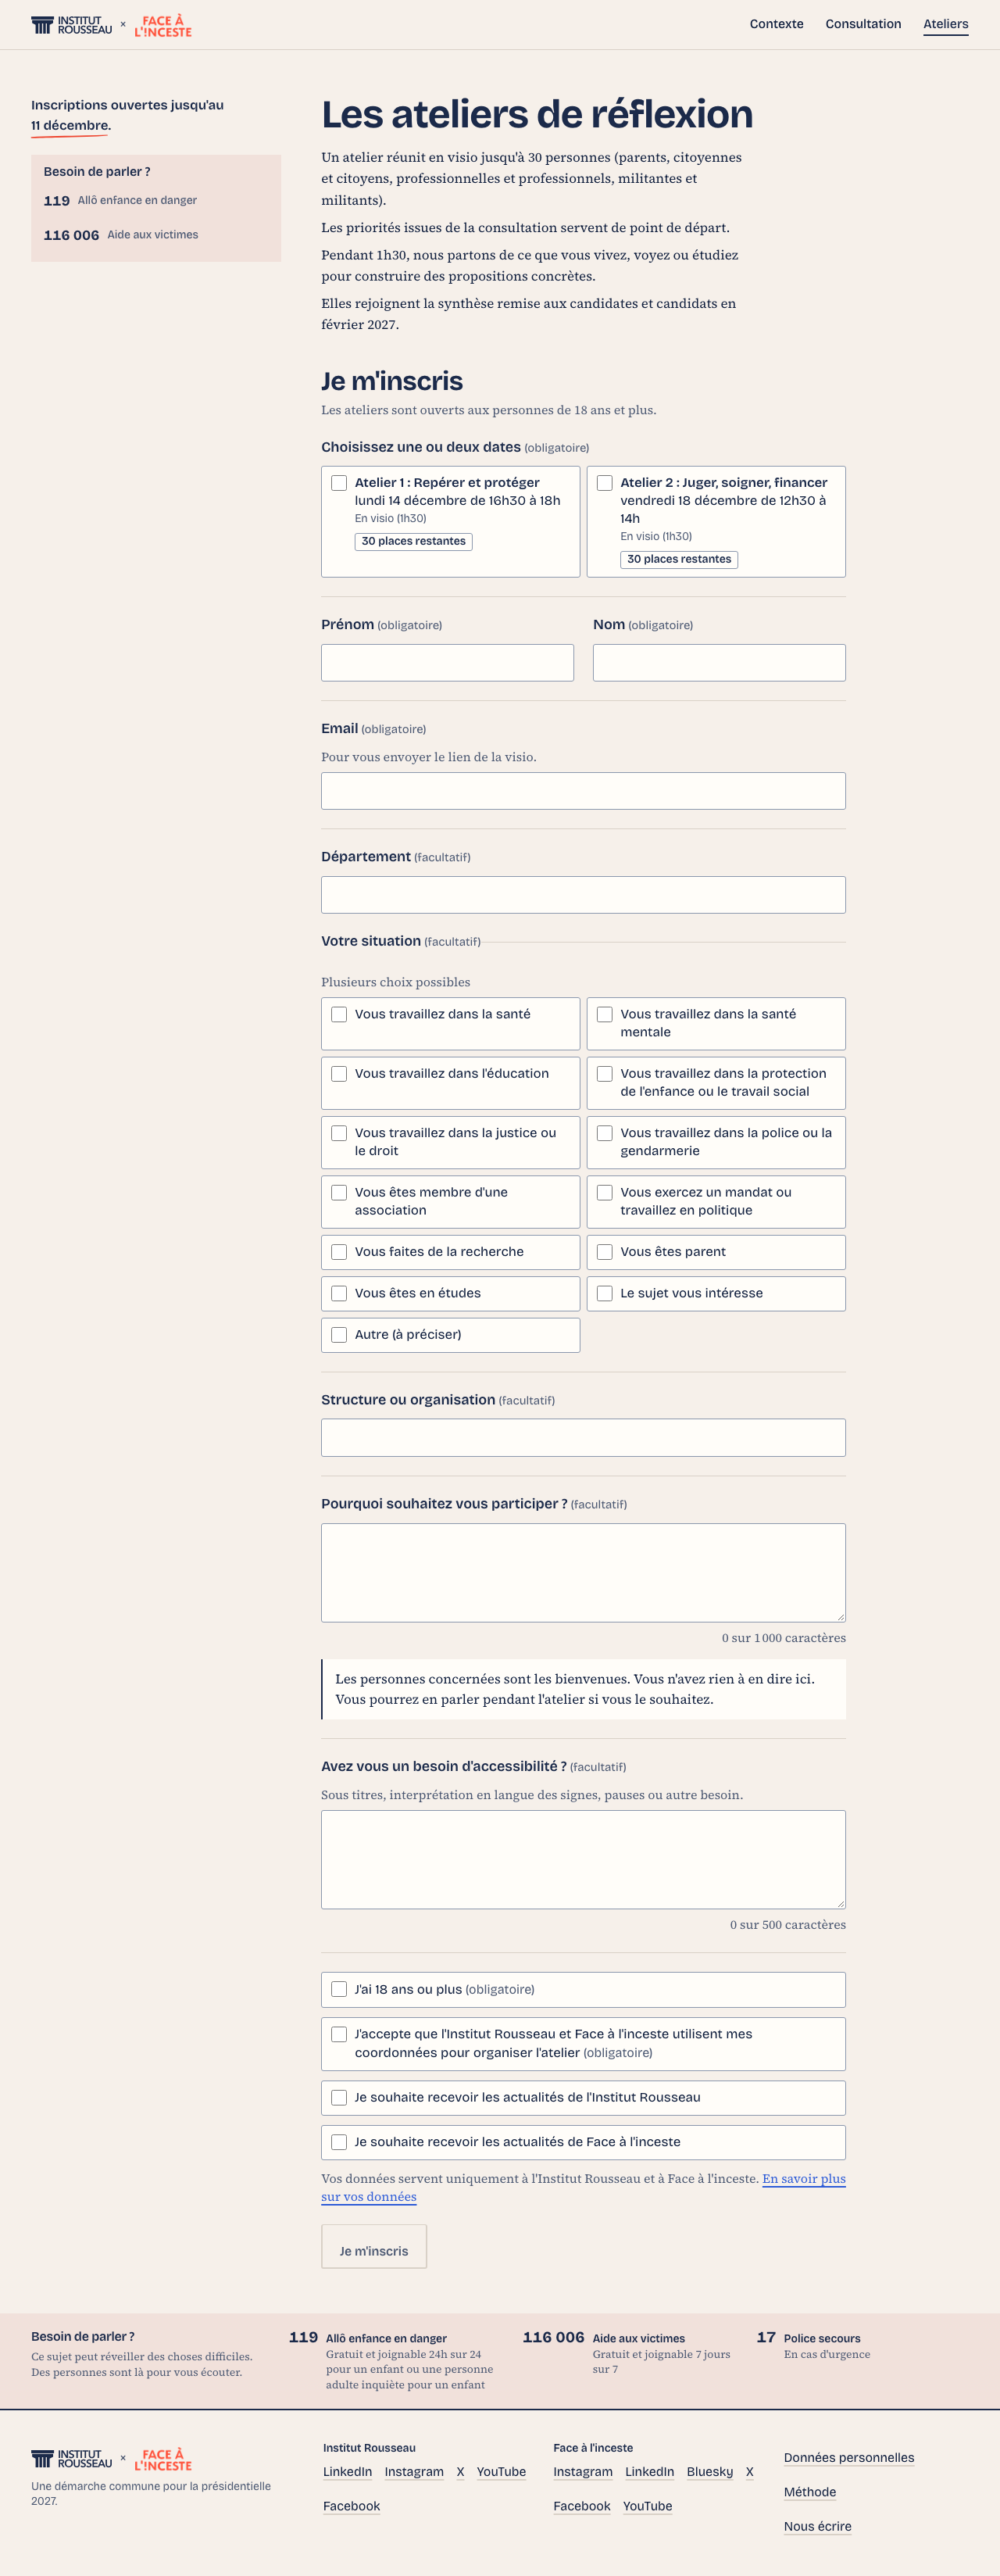 INSTITUT
ROUSSEAU
×
FACE À
L'INCESTE
Contexte
Consultation
Ateliers
Inscriptions ouvertes jusqu'au
11 décembre.
Besoin de parler ?
119 Allô enfance en danger
116 006 Aide aux victimes
Les ateliers de réflexion
Un atelier réunit en visio jusqu'à 30 personnes (parents, citoyennes
et citoyens, professionnelles et professionnels, militantes et
militants).
Les priorités issues de la consultation servent de point de départ.
Pendant 1h30, nous partons de ce que vous vivez, voyez ou étudiez
pour construire des propositions concrètes.
Elles rejoignent la synthèse remise aux candidates et candidats en
février 2027.
Je m'inscris
Les ateliers sont ouverts aux personnes de 18 ans et plus.
Choisissez une ou deux dates (obligatoire)
Atelier 1 : Repérer et protéger
lundi 14 décembre de 16h30 à 18h
En visio (1h30)
30 places restantes
Atelier 2 : Juger, soigner, financer
vendredi 18 décembre de 12h30 à
14h
En visio (1h30)
30 places restantes
Prénom (obligatoire)
Nom (obligatoire)
Email (obligatoire)
Pour vous envoyer le lien de la visio.
Département (facultatif)
Votre situation (facultatif)
Plusieurs choix possibles
Vous travaillez dans la santé
Vous travaillez dans la santé
mentale
Vous travaillez dans l'éducation
Vous travaillez dans la protection
de l'enfance ou le travail social
Vous travaillez dans la justice ou
le droit
Vous travaillez dans la police ou la
gendarmerie
Vous êtes membre d'une
association
Vous exercez un mandat ou
travaillez en politique
Vous faites de la recherche
Vous êtes parent
Vous êtes en études
Le sujet vous intéresse
Autre (à préciser)
Structure ou organisation (facultatif)
Pourquoi souhaitez vous participer ? (facultatif)
0 sur 1 000 caractères
Les personnes concernées sont les bienvenues. Vous n'avez rien à en dire ici.
Vous pourrez en parler pendant l'atelier si vous le souhaitez.
Avez vous un besoin d'accessibilité ? (facultatif)
Sous titres, interprétation en langue des signes, pauses ou autre besoin.
0 sur 500 caractères
J'ai 18 ans ou plus (obligatoire)
J'accepte que l'Institut Rousseau et Face à l'inceste utilisent mes
coordonnées pour organiser l'atelier (obligatoire)
Je souhaite recevoir les actualités de l'Institut Rousseau
Je souhaite recevoir les actualités de Face à l'inceste
Vos données servent uniquement à l'Institut Rousseau et à Face à l'inceste. En savoir plus
sur vos données
Je m'inscris
Besoin de parler ?
Ce sujet peut réveiller des choses difficiles.
Des personnes sont là pour vous écouter.
119 Allô enfance en danger
Gratuit et joignable 24h sur 24
pour un enfant ou une personne
adulte inquiète pour un enfant
116 006 Aide aux victimes
Gratuit et joignable 7 jours
sur 7
17 Police secours
En cas d'urgence
INSTITUT
ROUSSEAU
×
FACE À
L'INCESTE
Une démarche commune pour la présidentielle
2027.
Institut Rousseau
LinkedIn Instagram X YouTube
Facebook
Face à l'inceste
Instagram LinkedIn Bluesky X
Facebook YouTube
Données personnelles
Méthode
Nous écrire